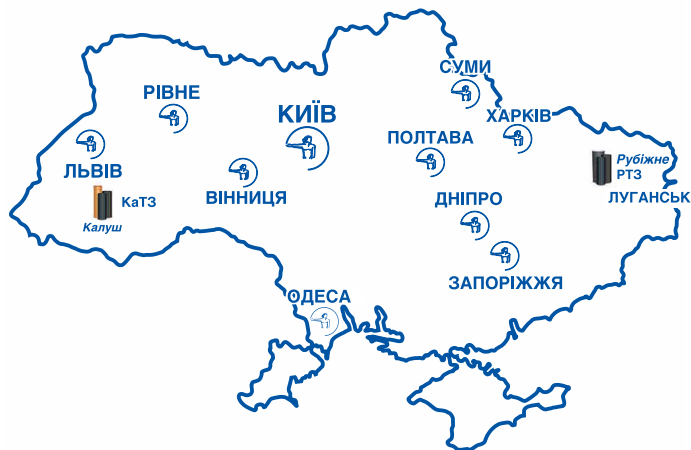 СУМИ
РІВНЕ
КИЇВ
ХАРКІВ
ПОЛТАВА
ЛЬВІВ
Рубіжне
РТЗ
ВІННИЦЯ
ДНІПРО
ЛУГАНСЬК
КаТЗ
Калуш
ЗАПОРІЖЖЯ
ОДЕСА